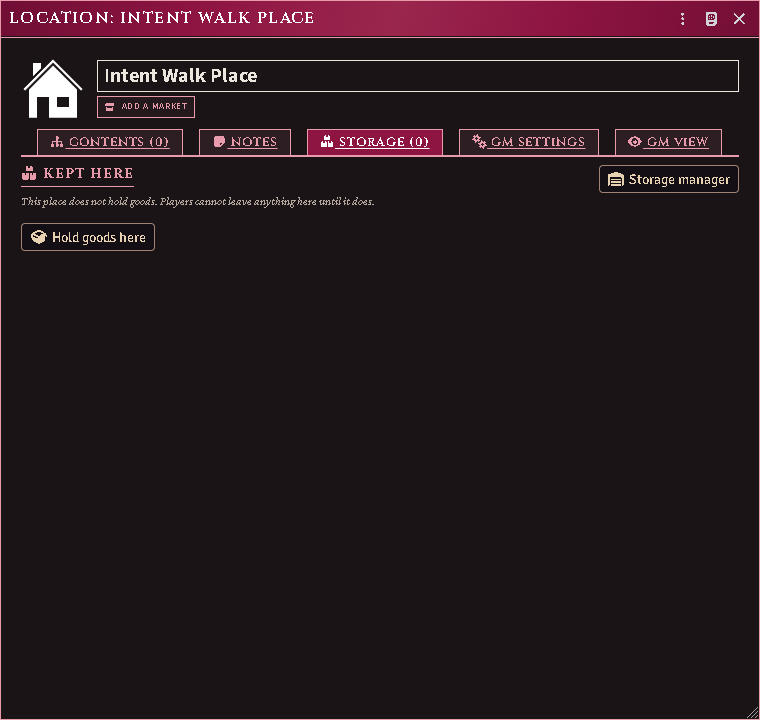 LOCATION: INTENT WALK PLACE
Intent Walk Place
ADD A MARKET
CONTENTS (0)
NOTES
STORAGE (0)
GM SETTINGS
GM VIEW
KEPT HERE
Storage manager
This place does not hold goods. Players cannot leave anything here until it does.
Hold goods here